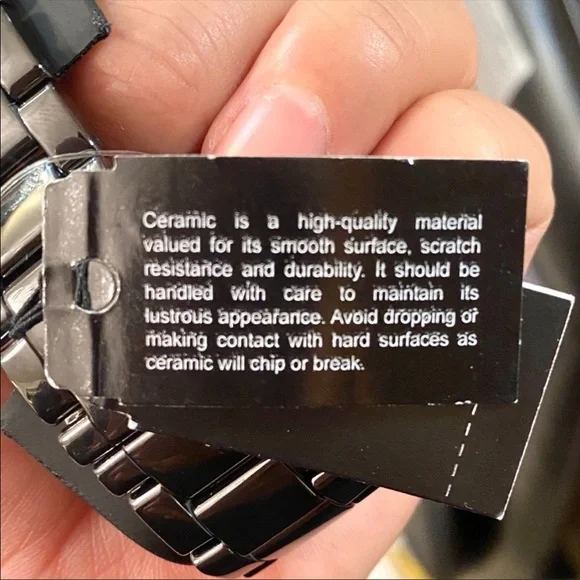 Ceramic is a high-quality material
valued for its smooth surface, scratch
resistance and durability. It should be
handled with care to maintain its
lustrous appearance. Avoid dropping or
making contact with hard surfaces as
ceramic will chip or break.